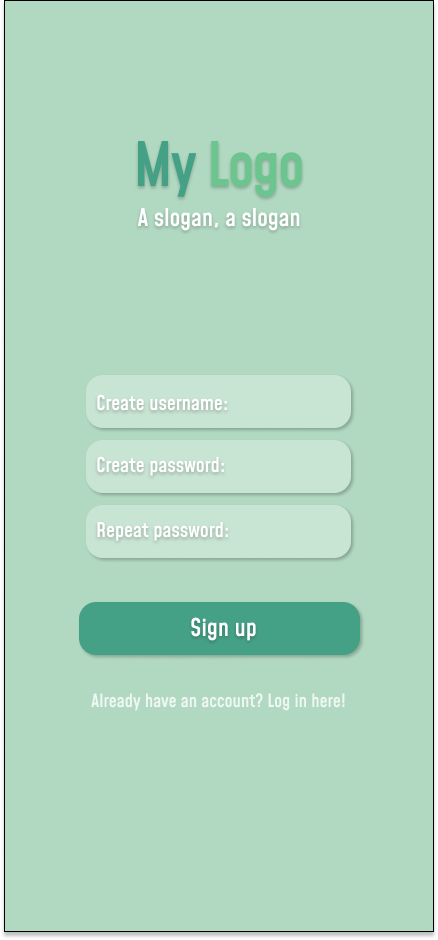 My Logo
A slogan, a slogan
Create username:
Create password:
Repeat password:
Sign up
Already have an account? Log in here!